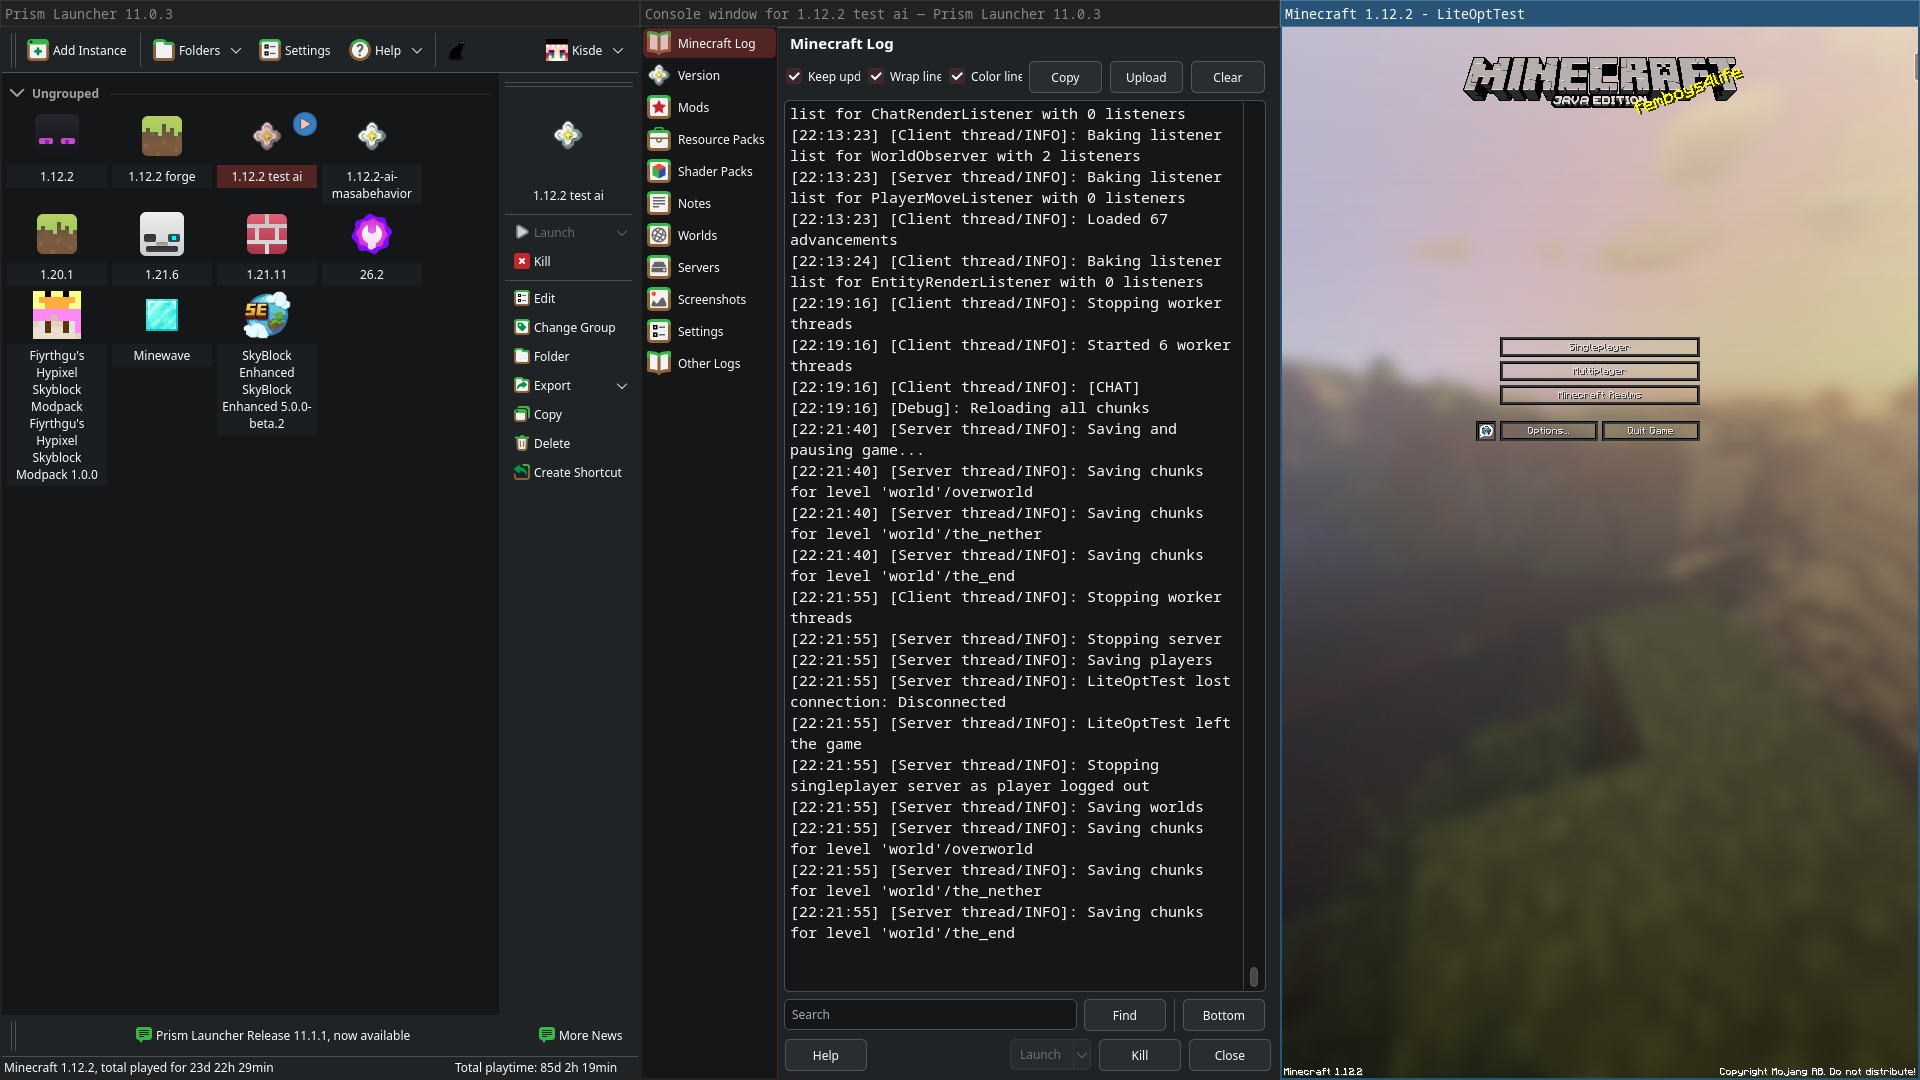 Prism Launcher 11.0.3
Add Instance
Folders
Settings
Help
Kisde
Ungrouped
1.12.2
1.12.2 forge
1.12.2 test ai
1.12.2-ai-
masabehavior
1.20.1
1.21.6
1.21.11
26.2
Fiyrthgu's
Hypixel
Skyblock
Modpack
Fiyrthgu's
Hypixel
Skyblock
Modpack 1.0.0
Minewave
SE
SkyBlock
Enhanced
SkyBlock
Enhanced 5.0.0-
beta.2
1.12.2 test ai
Launch
Kill
Edit
Change Group
Folder
Export
Copy
Delete
Create Shortcut
Prism Launcher Release 11.1.1, now available
More News
Minecraft 1.12.2, total played for 23d 22h 29min
Total playtime: 85d 2h 19min
Console window for 1.12.2 test ai — Prism Launcher 11.0.3
Minecraft Log
Version
Mods
Resource Packs
Shader Packs
Notes
Worlds
Servers
Screenshots
Settings
Other Logs
Minecraft Log
Keep upd
Wrap line
Color line
Copy
Upload
Clear
list for ChatRenderListener with 0 listeners
[22:13:23] [Client thread/INFO]: Baking listener
list for WorldObserver with 2 listeners
[22:13:23] [Server thread/INFO]: Baking listener
list for PlayerMoveListener with 0 listeners
[22:13:23] [Client thread/INFO]: Loaded 67
advancements
[22:13:24] [Client thread/INFO]: Baking listener
list for EntityRenderListener with 0 listeners
[22:19:16] [Client thread/INFO]: Stopping worker
threads
[22:19:16] [Client thread/INFO]: Started 6 worker
threads
[22:19:16] [Client thread/INFO]: [CHAT]
[22:19:16] [Debug]: Reloading all chunks
[22:21:40] [Server thread/INFO]: Saving and
pausing game...
[22:21:40] [Server thread/INFO]: Saving chunks
for level 'world'/overworld
[22:21:40] [Server thread/INFO]: Saving chunks
for level 'world'/the_nether
[22:21:40] [Server thread/INFO]: Saving chunks
for level 'world'/the_end
[22:21:55] [Client thread/INFO]: Stopping worker
threads
[22:21:55] [Server thread/INFO]: Stopping server
[22:21:55] [Server thread/INFO]: Saving players
[22:21:55] [Server thread/INFO]: LiteOptTest lost
connection: Disconnected
[22:21:55] [Server thread/INFO]: LiteOptTest left
the game
[22:21:55] [Server thread/INFO]: Stopping
singleplayer server as player logged out
[22:21:55] [Server thread/INFO]: Saving worlds
[22:21:55] [Server thread/INFO]: Saving chunks
for level 'world'/overworld
[22:21:55] [Server thread/INFO]: Saving chunks
for level 'world'/the_nether
[22:21:55] [Server thread/INFO]: Saving chunks
for level 'world'/the_end
Search
Find
Bottom
Help
Launch
Kill
Close
Minecraft 1.12.2 - LiteOptTest
MINECRAFT
JAVA EDITION
femboys4life
Singleplayer
Multiplayer
Minecraft Realms
Options...
Quit Game
Minecraft 1.12.2
Copyright Mojang AB. Do not distribute!